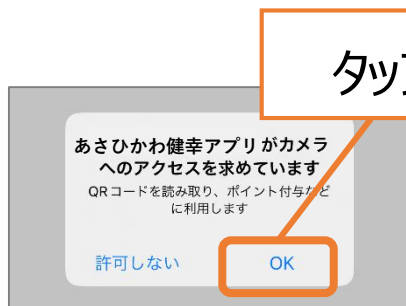 タッ
あさひかわ健幸アプリがカメラ
へのアクセスを求めています
QRコードを読み取り、ポイント付与など
に利用します
許可しない OK